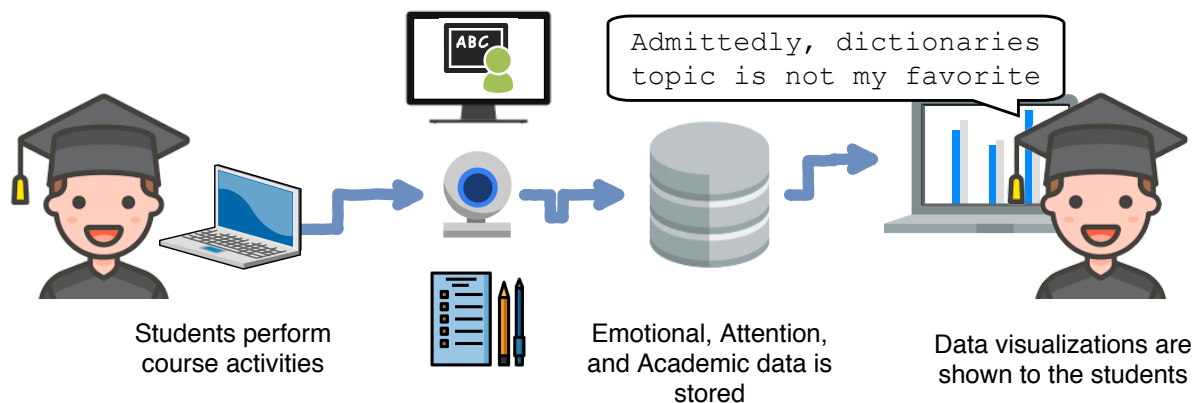 ABC
Admittedly, dictionaries
topic is not my favorite
Students perform
course activities
Emotional, Attention,
and Academic data is
stored
Data visualizations are
shown to the students